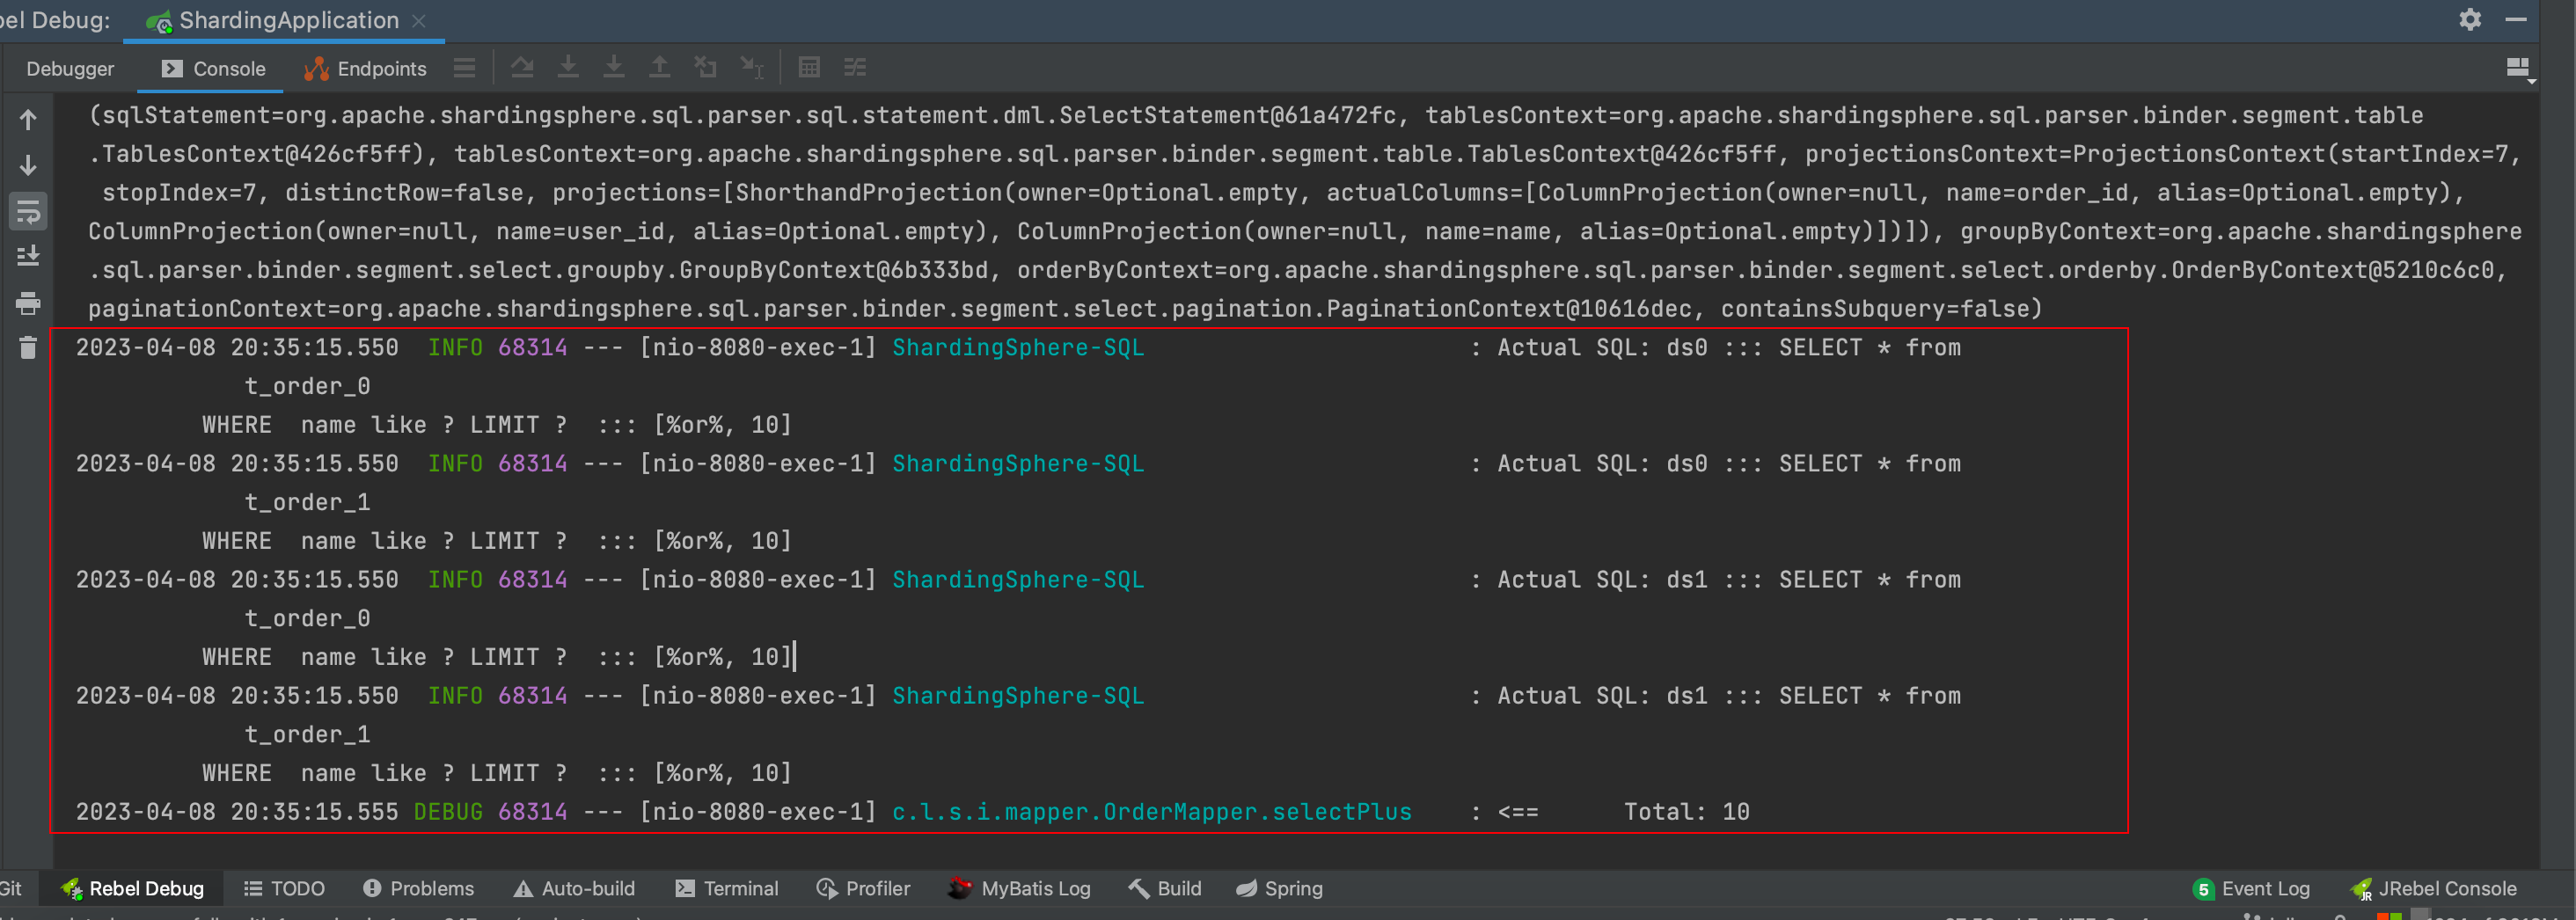 bel Debug: ShardingApplication
Debugger Console Endpoints
(sqlStatement=org.apache.shardingsphere.sql.parser.sql.statement.dml.SelectStatement@61a472fc, tablesContext=org.apache.shardingsphere.sql.parser.binder.segment.table
.TablesContext@426cf5ff), tablesContext=org.apache.shardingsphere.sql.parser.binder.segment.table.TablesContext@426cf5ff, projectionsContext=ProjectionsContext(startIndex=7,
stopIndex=7, distinctRow=false, projections=[ShorthandProjection(owner=Optional.empty, actualColumns=[ColumnProjection(owner=null, name=order_id, alias=Optional.empty),
ColumnProjection(owner=null, name=user_id, alias=Optional.empty), ColumnProjection(owner=null, name=name, alias=Optional.empty)])]), groupByContext=org.apache.shardingsphere
.sql.parser.binder.segment.select.groupby.GroupByContext@6b333bd, orderByContext=org.apache.shardingsphere.sql.parser.binder.segment.select.orderby.OrderByContext@5210c6c0,
paginationContext=org.apache.shardingsphere.sql.parser.binder.segment.select.pagination.PaginationContext@10616dec, containsSubquery=false)
2023-04-08 20:35:15.550 INFO 68314 --- [nio-8080-exec-1] ShardingSphere-SQL : Actual SQL: ds0 ::: SELECT * from
t_order_0
WHERE name like ? LIMIT ? ::: [%or%, 10]
2023-04-08 20:35:15.550 INFO 68314 --- [nio-8080-exec-1] ShardingSphere-SQL : Actual SQL: ds0 ::: SELECT * from
t_order_1
WHERE name like ? LIMIT ? ::: [%or%, 10]
2023-04-08 20:35:15.550 INFO 68314 --- [nio-8080-exec-1] ShardingSphere-SQL : Actual SQL: ds1 ::: SELECT * from
t_order_0
WHERE name like ? LIMIT ? ::: [%or%, 10]
2023-04-08 20:35:15.550 INFO 68314 --- [nio-8080-exec-1] ShardingSphere-SQL : Actual SQL: ds1 ::: SELECT * from
t_order_1
WHERE name like ? LIMIT ? ::: [%or%, 10]
2023-04-08 20:35:15.555 DEBUG 68314 --- [nio-8080-exec-1] c.l.s.i.mapper.OrderMapper.selectPlus : <== Total: 10
Git Rebel Debug TODO Problems Auto-build Terminal Profiler MyBatis Log Build Spring 5 Event Log JRebel Console